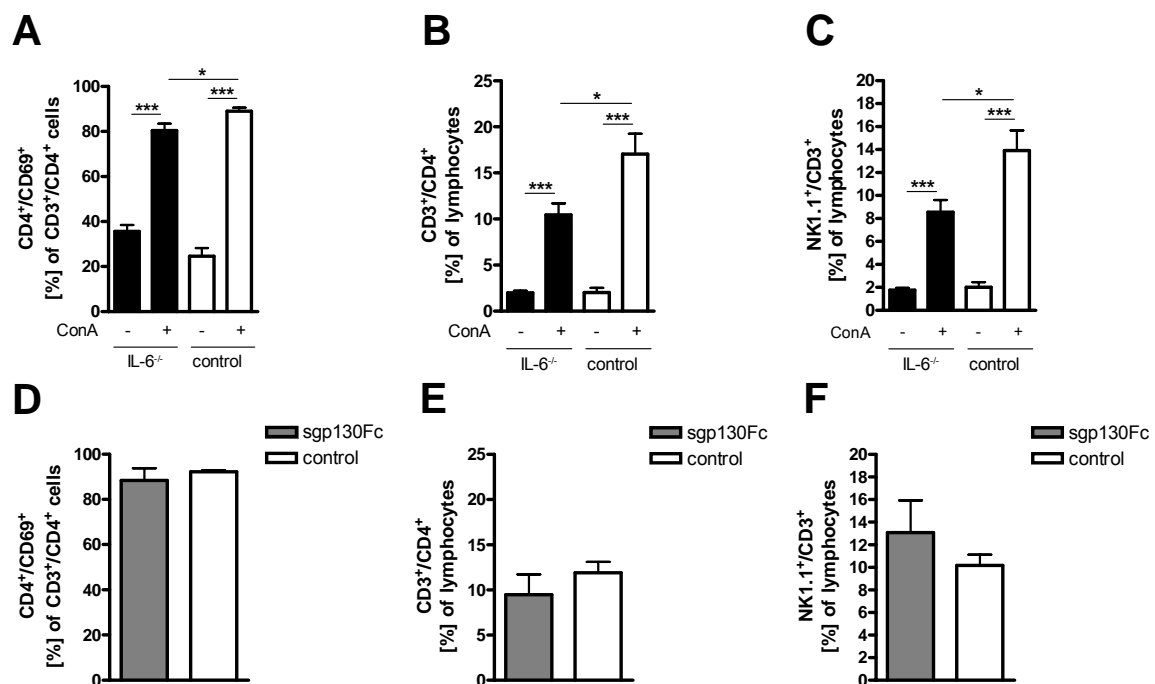 A
CD4⁺/CD69⁺
[%] of CD3⁺/CD4⁺ cells
100
80
60
40
20
0
***
***
*
ConA
-
+
-
+
IL-6⁻/⁻
control
B
CD3⁺/CD4⁺
[%] of lymphocytes
25
20
15
10
5
0
***
***
*
-
+
-
+
IL-6⁻/⁻
control
C
NK1.1⁺/CD3⁺
[%] of lymphocytes
20
18
16
14
12
10
8
6
4
2
0
***
***
*
ConA
-
+
-
+
IL-6⁻/⁻
control
D
sgp130Fc
control
CD4⁺/CD69⁺
[%] of CD3⁺/CD4⁺ cells
100
80
60
40
20
0
E
sgp130Fc
control
CD3⁺/CD4⁺
[%] of lymphocytes
25
20
15
10
5
0
F
sgp130Fc
control
NK1.1⁺/CD3⁺
[%] of lymphocytes
20
18
16
14
12
10
8
6
4
2
0